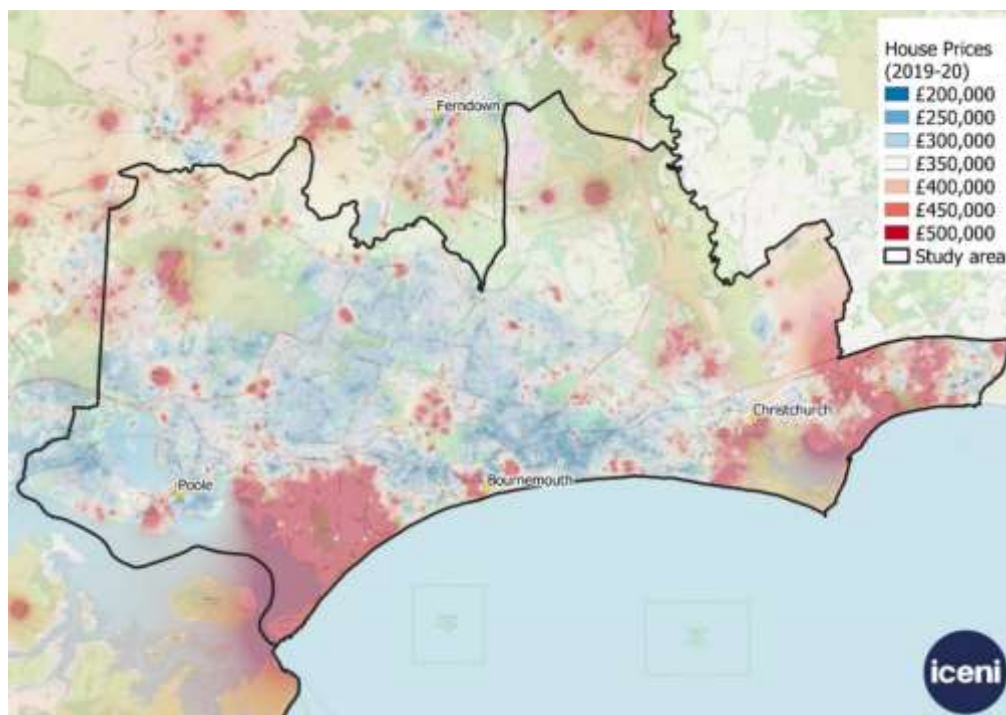 House Prices
(2019-20)
£200,000
£250,000
£300,000
£350,000
£400,000
£450,000
£500,000
Study area
Ferndown
Christchurch
Poole
Bournemouth
iceni